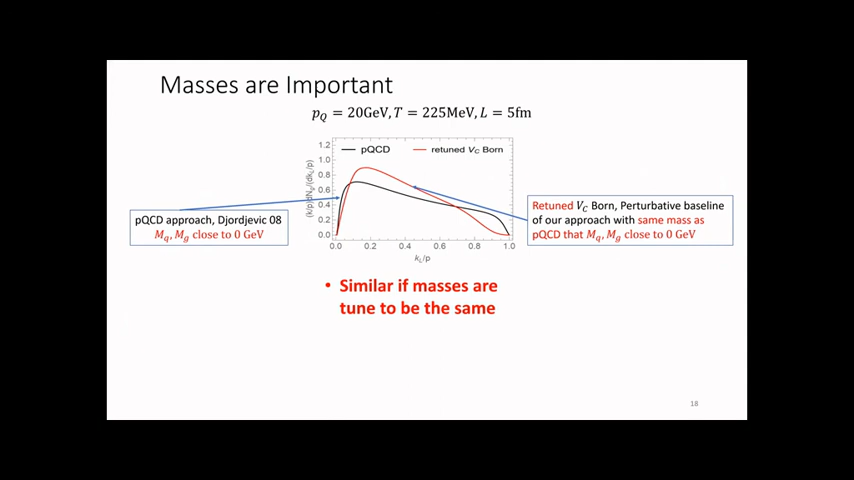 Masses are Important
p_Q = 20GeV, T = 225MeV, L = 5fm
pQCD
retuned V_C Born
1.2
1.0
0.8
0.6
0.4
0.2
0.0
0.0 0.2 0.4 0.6 0.8 1.0
k_L/p
pQCD approach, Djordjevic 08
M_q, M_g close to 0 GeV
Retuned V_C Born, Perturbative baseline
of our approach with same mass as
pQCD that M_q, M_g close to 0 GeV
• Similar if masses are
tune to be the same
18